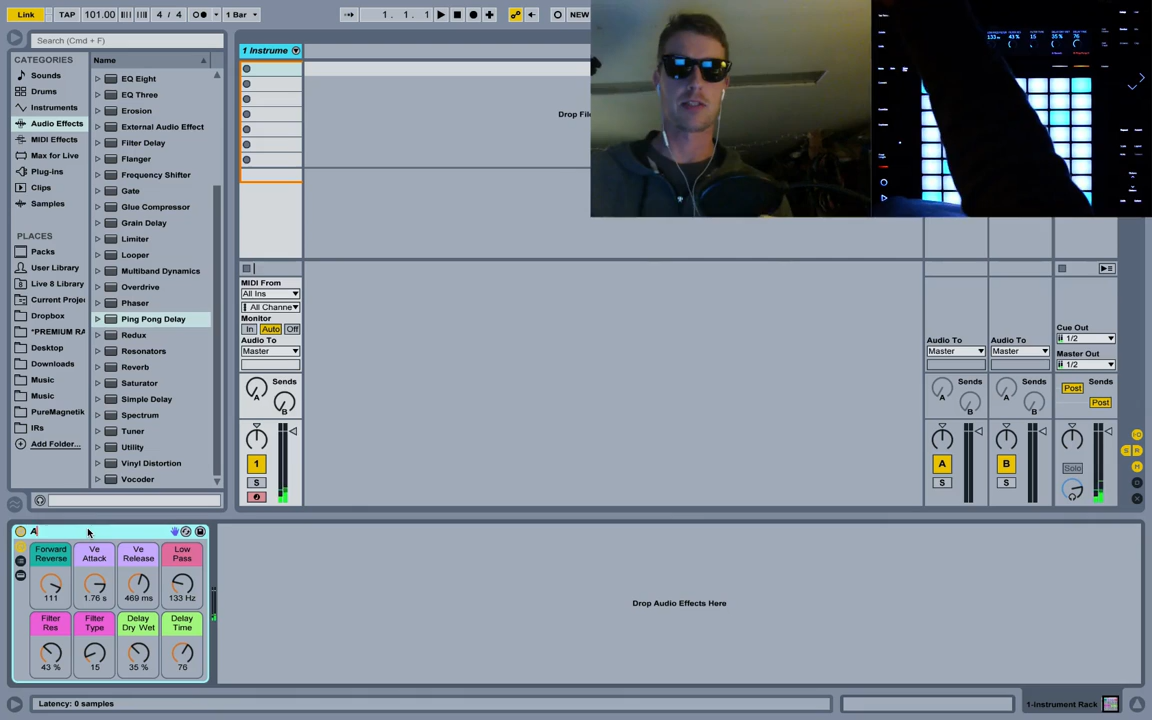 Link TAP 101.00 4 / 4 1 Bar 1. 1. 1 NEW
Search (Cmd + F)
CATEGORIES
Sounds
Drums
Instruments
Audio Effects
MIDI Effects
Max for Live
Plug-ins
Clips
Samples
PLACES
Packs
User Library
Live 8 Library
Current Projec
Dropbox
*PREMIUM RA
Desktop
Downloads
Music
Music
PureMagnetik
IRs
Add Folder...
Name
EQ Eight
EQ Three
Erosion
External Audio Effect
Filter Delay
Flanger
Frequency Shifter
Gate
Glue Compressor
Grain Delay
Limiter
Looper
Multiband Dynamics
Overdrive
Phaser
Ping Pong Delay
Redux
Resonators
Reverb
Saturator
Simple Delay
Spectrum
Tuner
Utility
Vinyl Distortion
Vocoder
1 Instrume
Drop File
MIDI From
All Ins
All Channe
Monitor
In Auto Off
Audio To
Master
Sends
A
B
1
S
Audio To
Master
Sends
A
B
A
S
Audio To
Master
Sends
A
B
B
S
Cue Out
1/2
Master Out
1/2
Sends
Post
Post
Solo
A
Forward Reverse
111
Ve Attack
1.76 s
Ve Release
469 ms
Low Pass
133 Hz
Filter Res
43 %
Filter Type
15
Delay Dry Wet
35 %
Delay Time
76
Drop Audio Effects Here
Latency: 0 samples
1-Instrument Rack